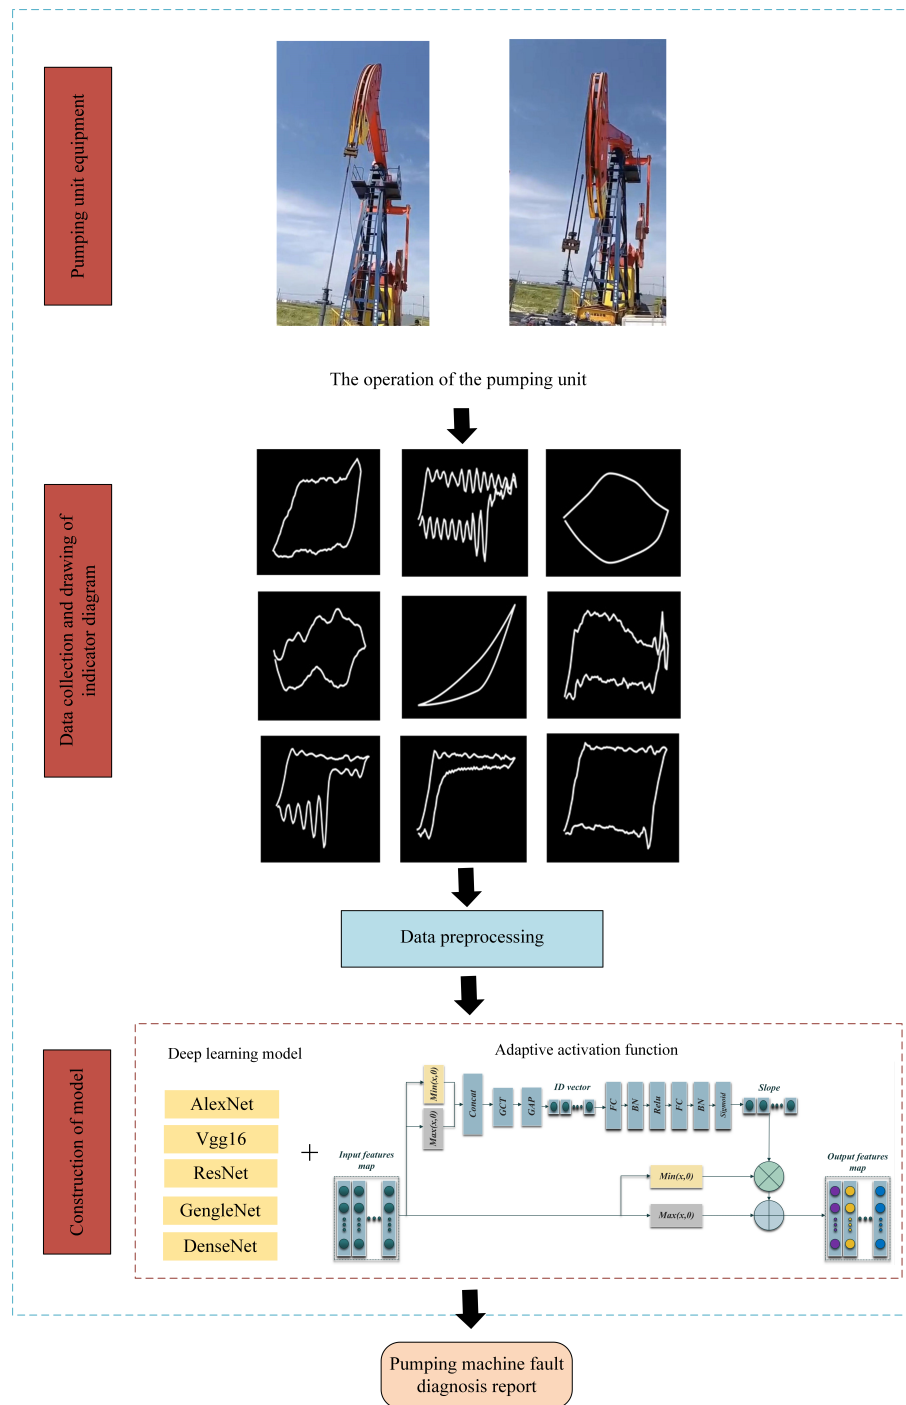 Pumping unit equipment
The operation of the pumping unit
Data collection and drawing of
indicator diagram
Data preprocessing
Construction of model
Deep learning model
AlexNet
Vgg16
ResNet
GengleNet
DenseNet
+
Adaptive activation function
Input features
map
Min(x,0)
Max(x,0)
Concat
GCT
GAP
ID vector
FC
BN
Relu
FC
BN
Sigmoid
Slope
Min(x,0)
Max(x,0)
Output features
map
Pumping machine fault
diagnosis report